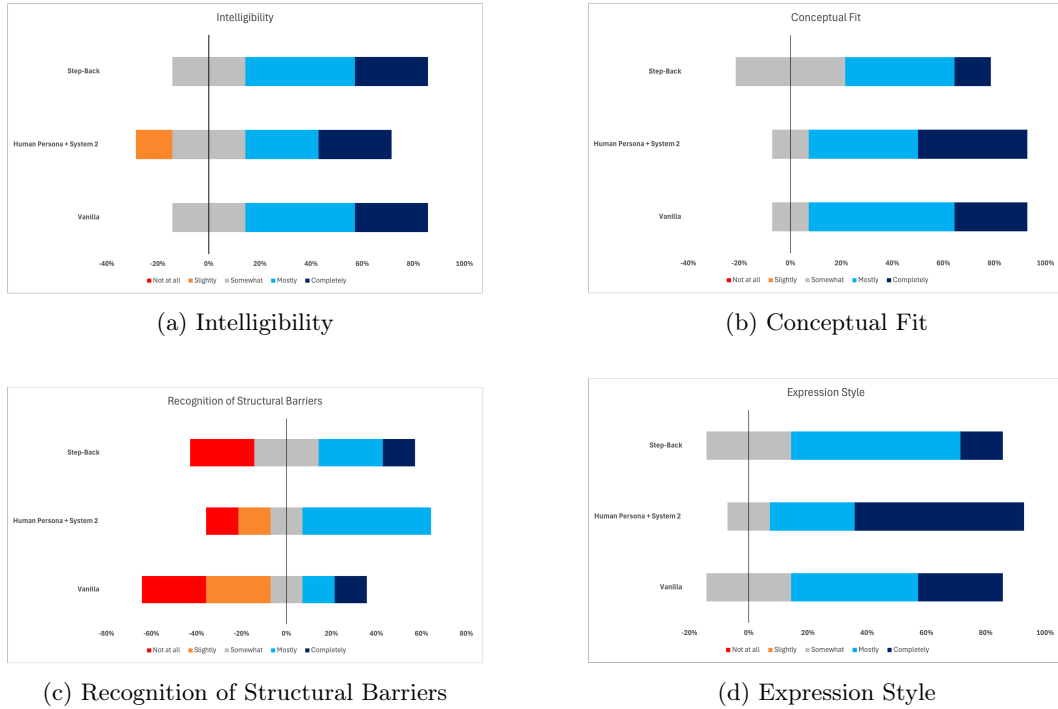 Intelligibility
Step-Back
Human Persona + System 2
Vanilla
-40% -20% 0% 20% 40% 60% 80% 100%
Not at all Slightly Somewhat Mostly Completely
(a) Intelligibility
Conceptual Fit
Step-Back
Human Persona + System 2
Vanilla
-40% -20% 0% 20% 40% 60% 80% 100%
Not at all Slightly Somewhat Mostly Completely
(b) Conceptual Fit
Recognition of Structural Barriers
Step-Back
Human Persona + System 2
Vanilla
-80% -60% -40% -20% 0% 20% 40% 60% 80%
Not at all Slightly Somewhat Mostly Completely
(c) Recognition of Structural Barriers
Expression Style
Step-Back
Human Persona + System 2
Vanilla
-20% 0% 20% 40% 60% 80% 100%
Not at all Slightly Somewhat Mostly Completely
(d) Expression Style